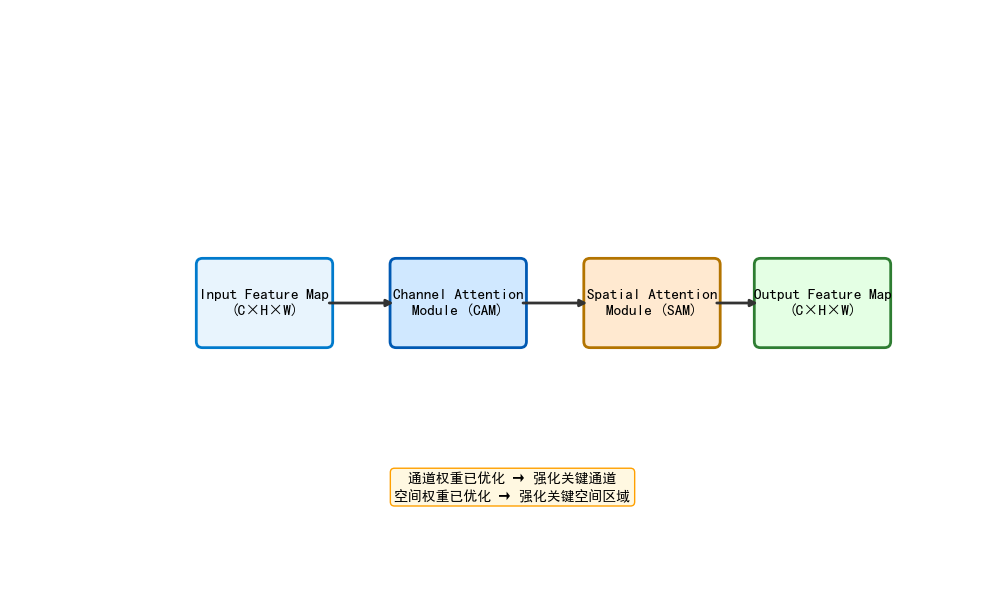 Input Feature Map
(C×H×W)
Channel Attention
Module (CAM)
Spatial Attention
Module (SAM)
Output Feature Map
(C×H×W)
通道权重已优化 → 强化关键通道
空间权重已优化 → 强化关键空间区域